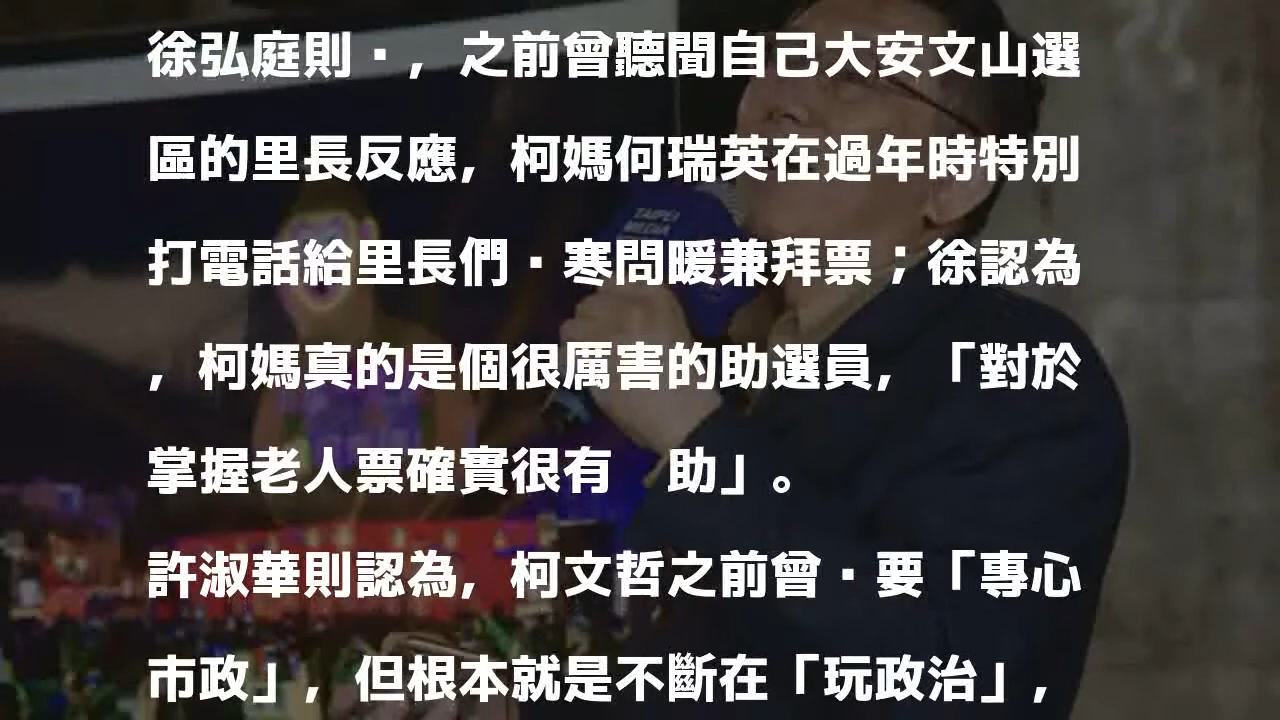 徐弘庭則▪，之前曾聽聞自己大安文山選
區的里長反應，柯媽何瑞英在過年時特別
打電話給里長們▪寒問暖兼拜票；徐認為
，柯媽真的是個很厲害的助選員，「對於
掌握老人票確實很有　助」。
許淑華則認為，柯文哲之前曾▪要「專心
市政」，但根本就是不斷在「玩政治」，
TAIPEI
MEDIA